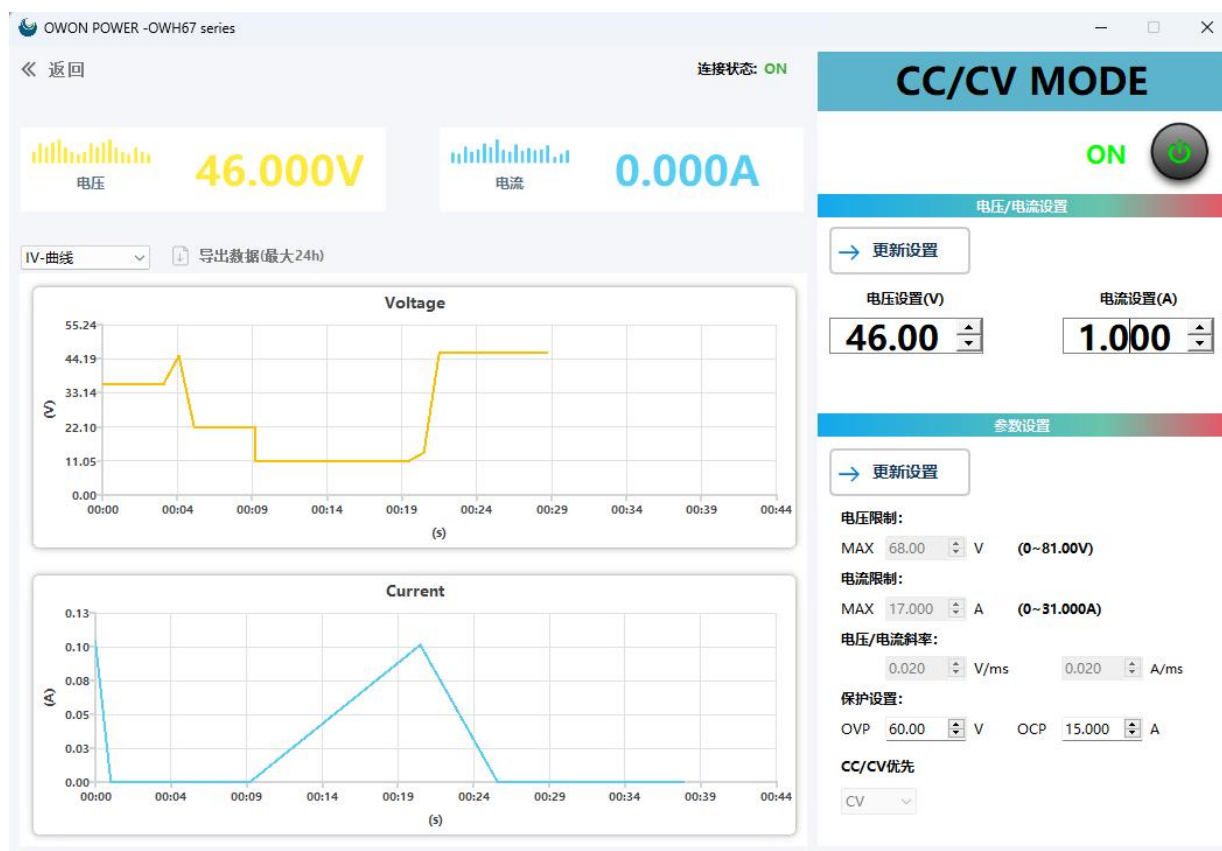 OWON POWER -OWH67 series
返回
连接状态: ON
46.000V
电压
0.000A
电流
IV-曲线
导出数据(最大24h)
Voltage
55.24
44.19
33.14
22.10
11.05
0.00
(V)
00:00 00:04 00:09 00:14 00:19 00:24 00:29 00:34 00:39 00:44
(s)
Current
0.13
0.10
0.08
0.05
0.03
0.00
(A)
00:00 00:04 00:09 00:14 00:19 00:24 00:29 00:34 00:39 00:44
(s)
CC/CV MODE
ON
电压/电流设置
更新设置
电压设置(V) 电流设置(A)
46.00 1.000
参数设置
更新设置
电压限制:
MAX 68.00 V (0~81.00V)
电流限制:
MAX 17.000 A (0~31.000A)
电压/电流斜率:
0.020 V/ms 0.020 A/ms
保护设置:
OVP 60.00 V OCP 15.000 A
CC/CV优先
CV